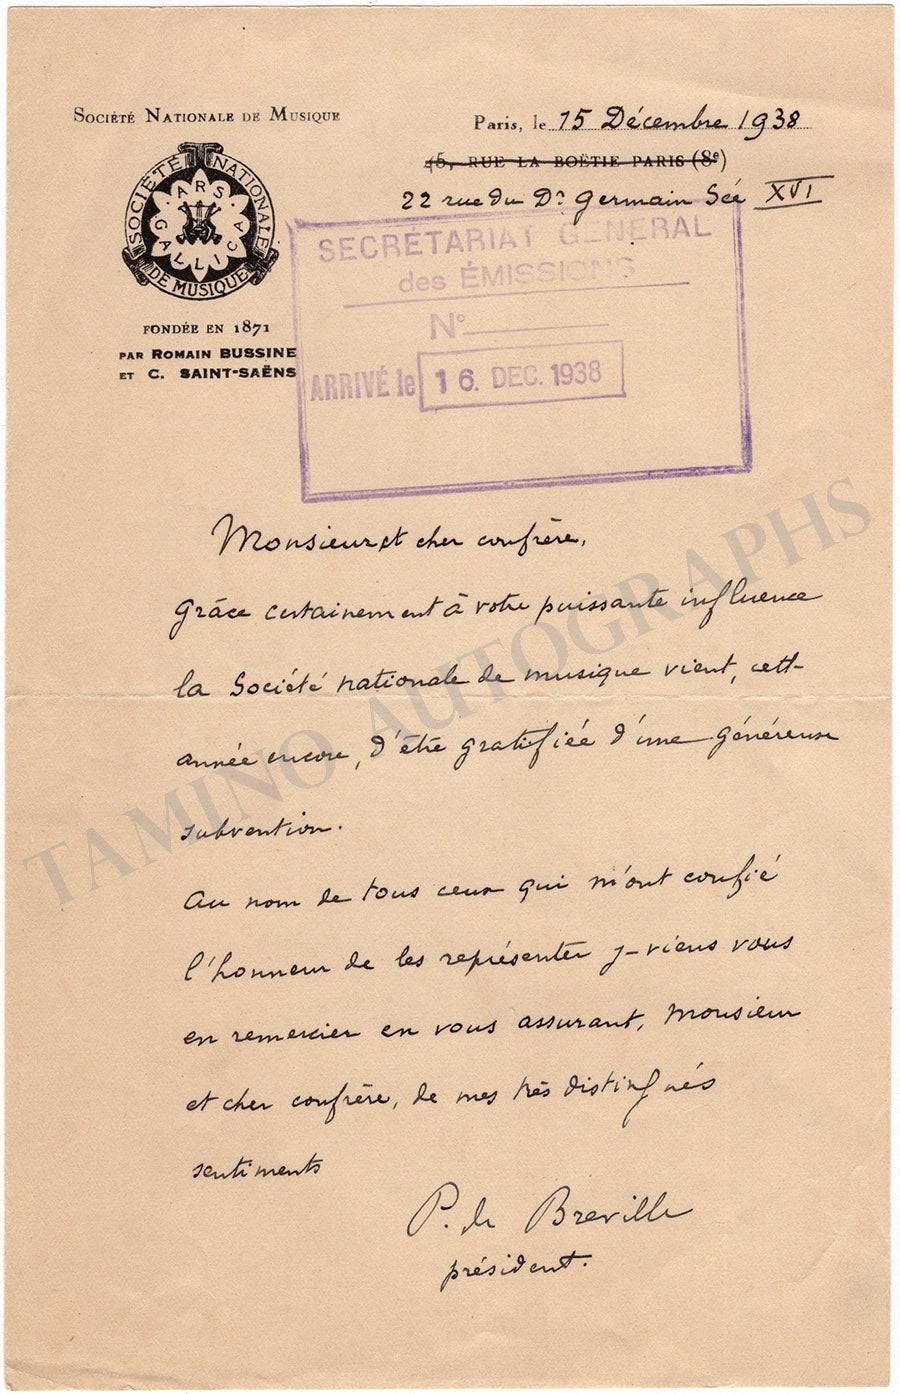 Société Nationale de Musique
SOCIÉTÉ NATIONALE DE MUSIQUE
ARS GALLICA
FONDÉE EN 1871
PAR ROMAIN BUSSINE
ET C. SAINT-SAËNS
Paris, le 15 Décembre 1938
45, RUE LA BOËTIE PARIS (8e)
22 rue du Dr Germain Sée XVI
SECRÉTARIAT GENERAL
des ÉMISSIONS
N°
ARRIVÉ le 16. DEC. 1938
Monsieur et cher confrère,
Grâce certainement à votre puissante influence
la Société nationale de musique vient, cette
année encore, d'être gratifiée d'une généreuse
subvention.
Au nom de tous ceux qui m'ont confié
l'honneur de les représenter je viens vous
en remercier en vous assurant, Monsieur
et cher confrère, de mes très distingués
sentiments
P. de Breville
président.
TAMINO AUTOGRAPHS